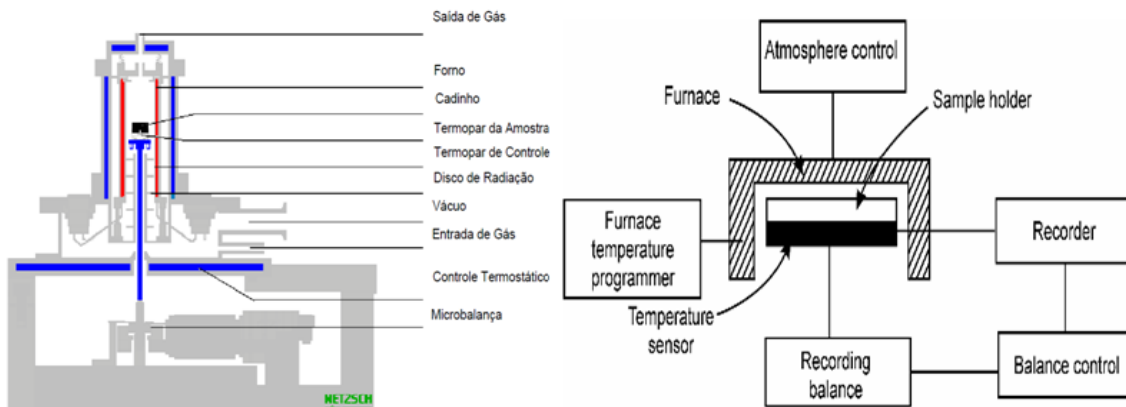 Saída de Gás
Forno
Cadinho
Termopar da Amostra
Termopar de Controle
Disco de Radiação
Vácuo
Entrada de Gás
Controle Termostático
Microbalança
NETZSCH
Atmosphere control
Furnace
Sample holder
Furnace
temperature
programmer
Recorder
Temperature
sensor
Recording
balance
Balance control